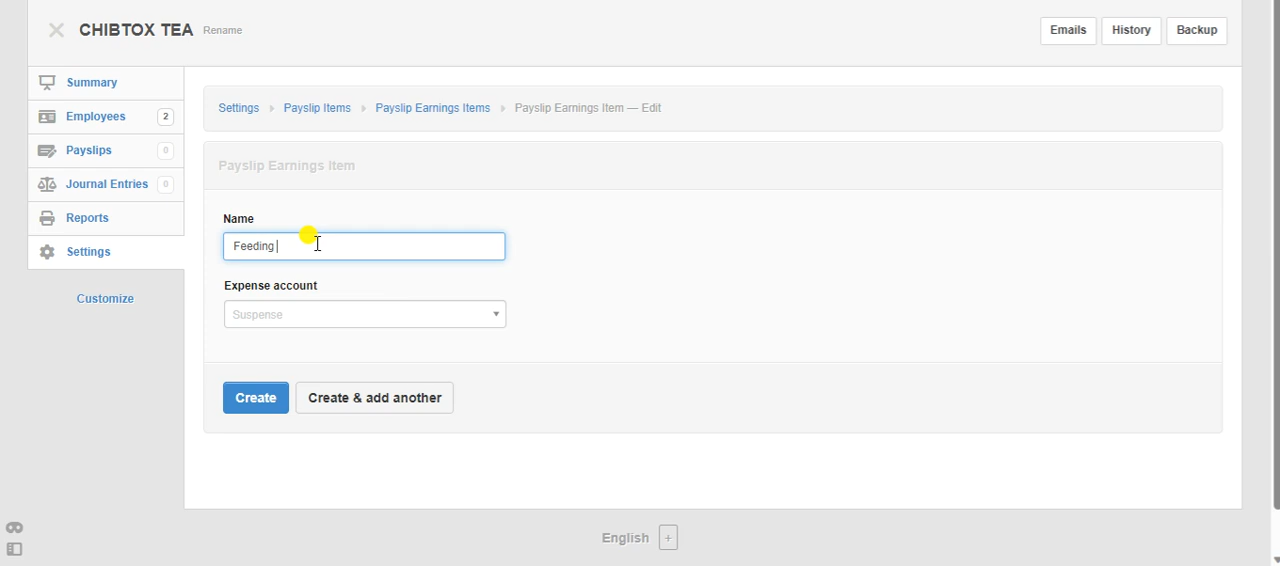 CHIBTOX TEA Rename
Emails History Backup
Summary
Employees 2
Payslips 0
Journal Entries 0
Reports
Settings
Customize
Settings Payslip Items Payslip Earnings Items Payslip Earnings Item — Edit
Payslip Earnings Item
Name
Feeding
Expense account
Suspense
Create Create & add another
English +